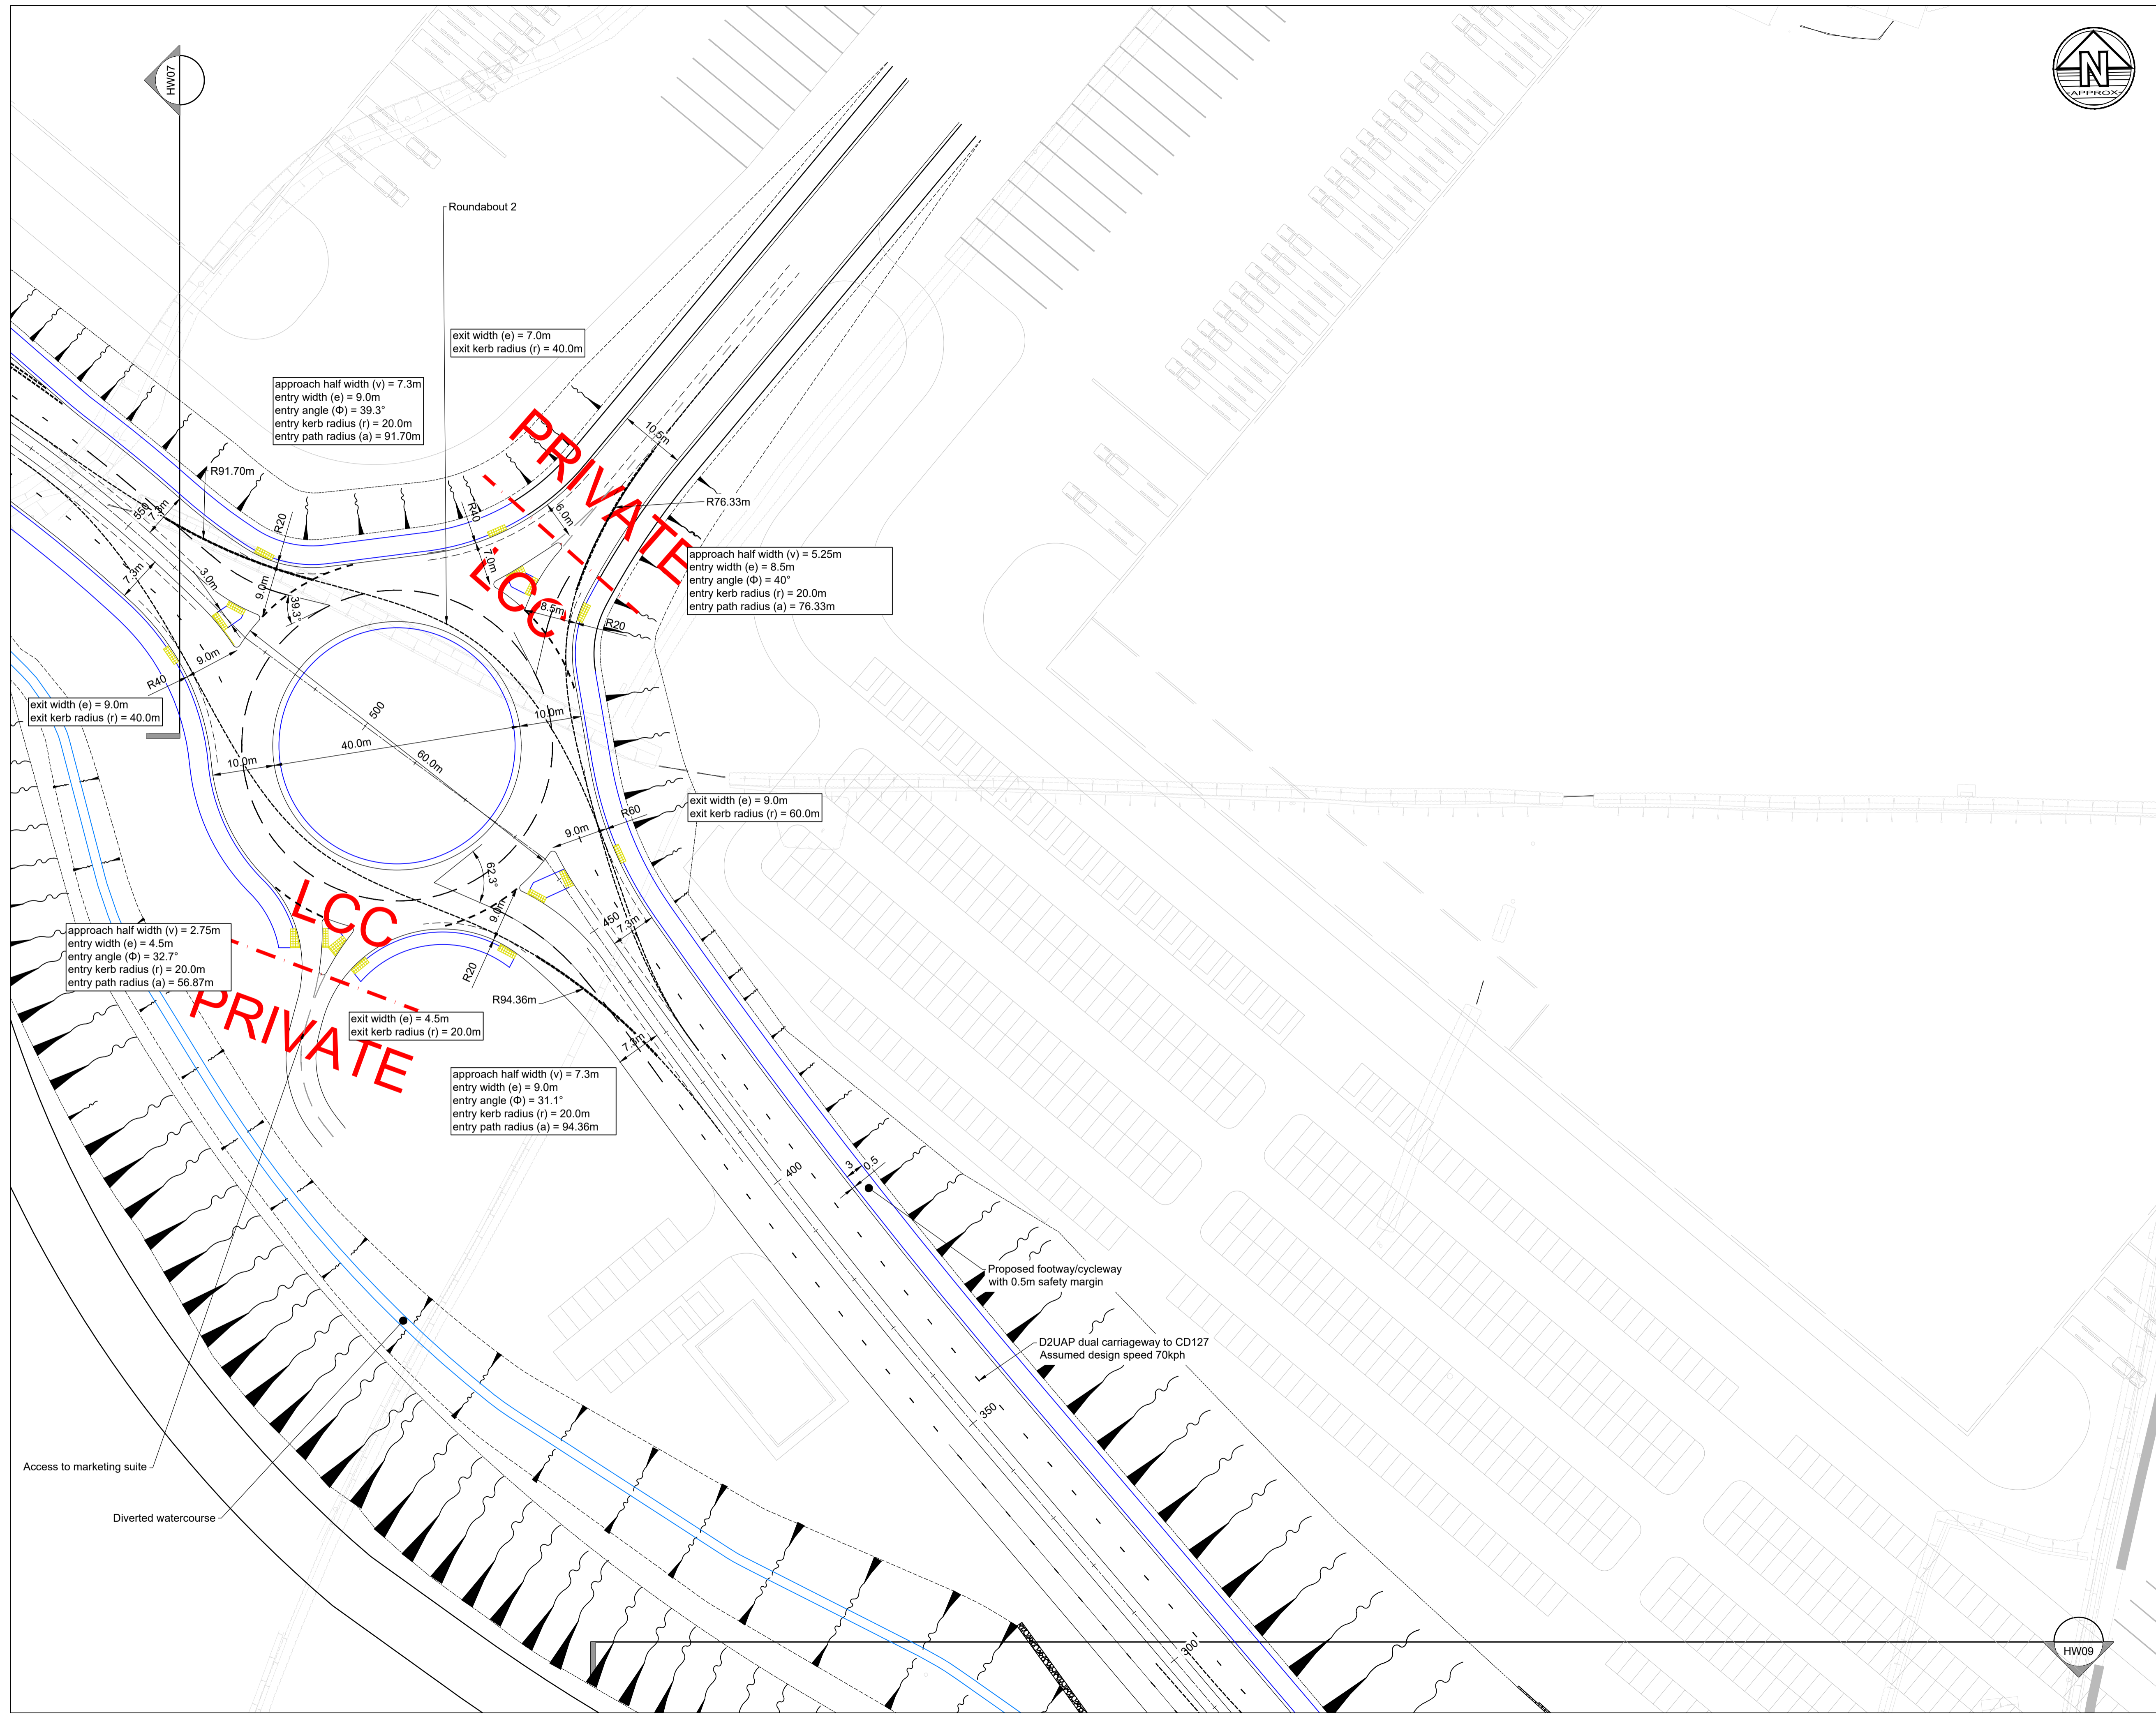 HW07
N
APPROX
Roundabout 2
exit width (e) = 7.0m
exit kerb radius (r) = 40.0m
approach half width (v) = 7.3m
entry width (e) = 9.0m
entry angle (Φ) = 39.3°
entry kerb radius (r) = 20.0m
entry path radius (a) = 91.70m
PRIVATE
10.5m
R91.70m
R76.33m
550
7.3m
R20
R40
6.0m
7.0m
LCC
approach half width (v) = 5.25m
entry width (e) = 8.5m
entry angle (Φ) = 40°
entry kerb radius (r) = 20.0m
entry path radius (a) = 76.33m
7.3m
3.0m
9.0m
39.3°
8.5m
R20
9.0m
R40
exit width (e) = 9.0m
exit kerb radius (r) = 40.0m
500
10.0m
40.0m
10.0m
60.0m
exit width (e) = 9.0m
exit kerb radius (r) = 60.0m
R60
9.0m
62.3°
9.0m
450
7.3m
LCC
approach half width (v) = 2.75m
entry width (e) = 4.5m
entry angle (Φ) = 32.7°
entry kerb radius (r) = 20.0m
entry path radius (a) = 56.87m
R20
R94.36m
PRIVATE
exit width (e) = 4.5m
exit kerb radius (r) = 20.0m
7.3m
approach half width (v) = 7.3m
entry width (e) = 9.0m
entry angle (Φ) = 31.1°
entry kerb radius (r) = 20.0m
entry path radius (a) = 94.36m
400
3
0.5
Proposed footway/cycleway
with 0.5m safety margin
D2UAP dual carriageway to CD127
Assumed design speed 70kph
350
Access to marketing suite
Diverted watercourse
300
HW09